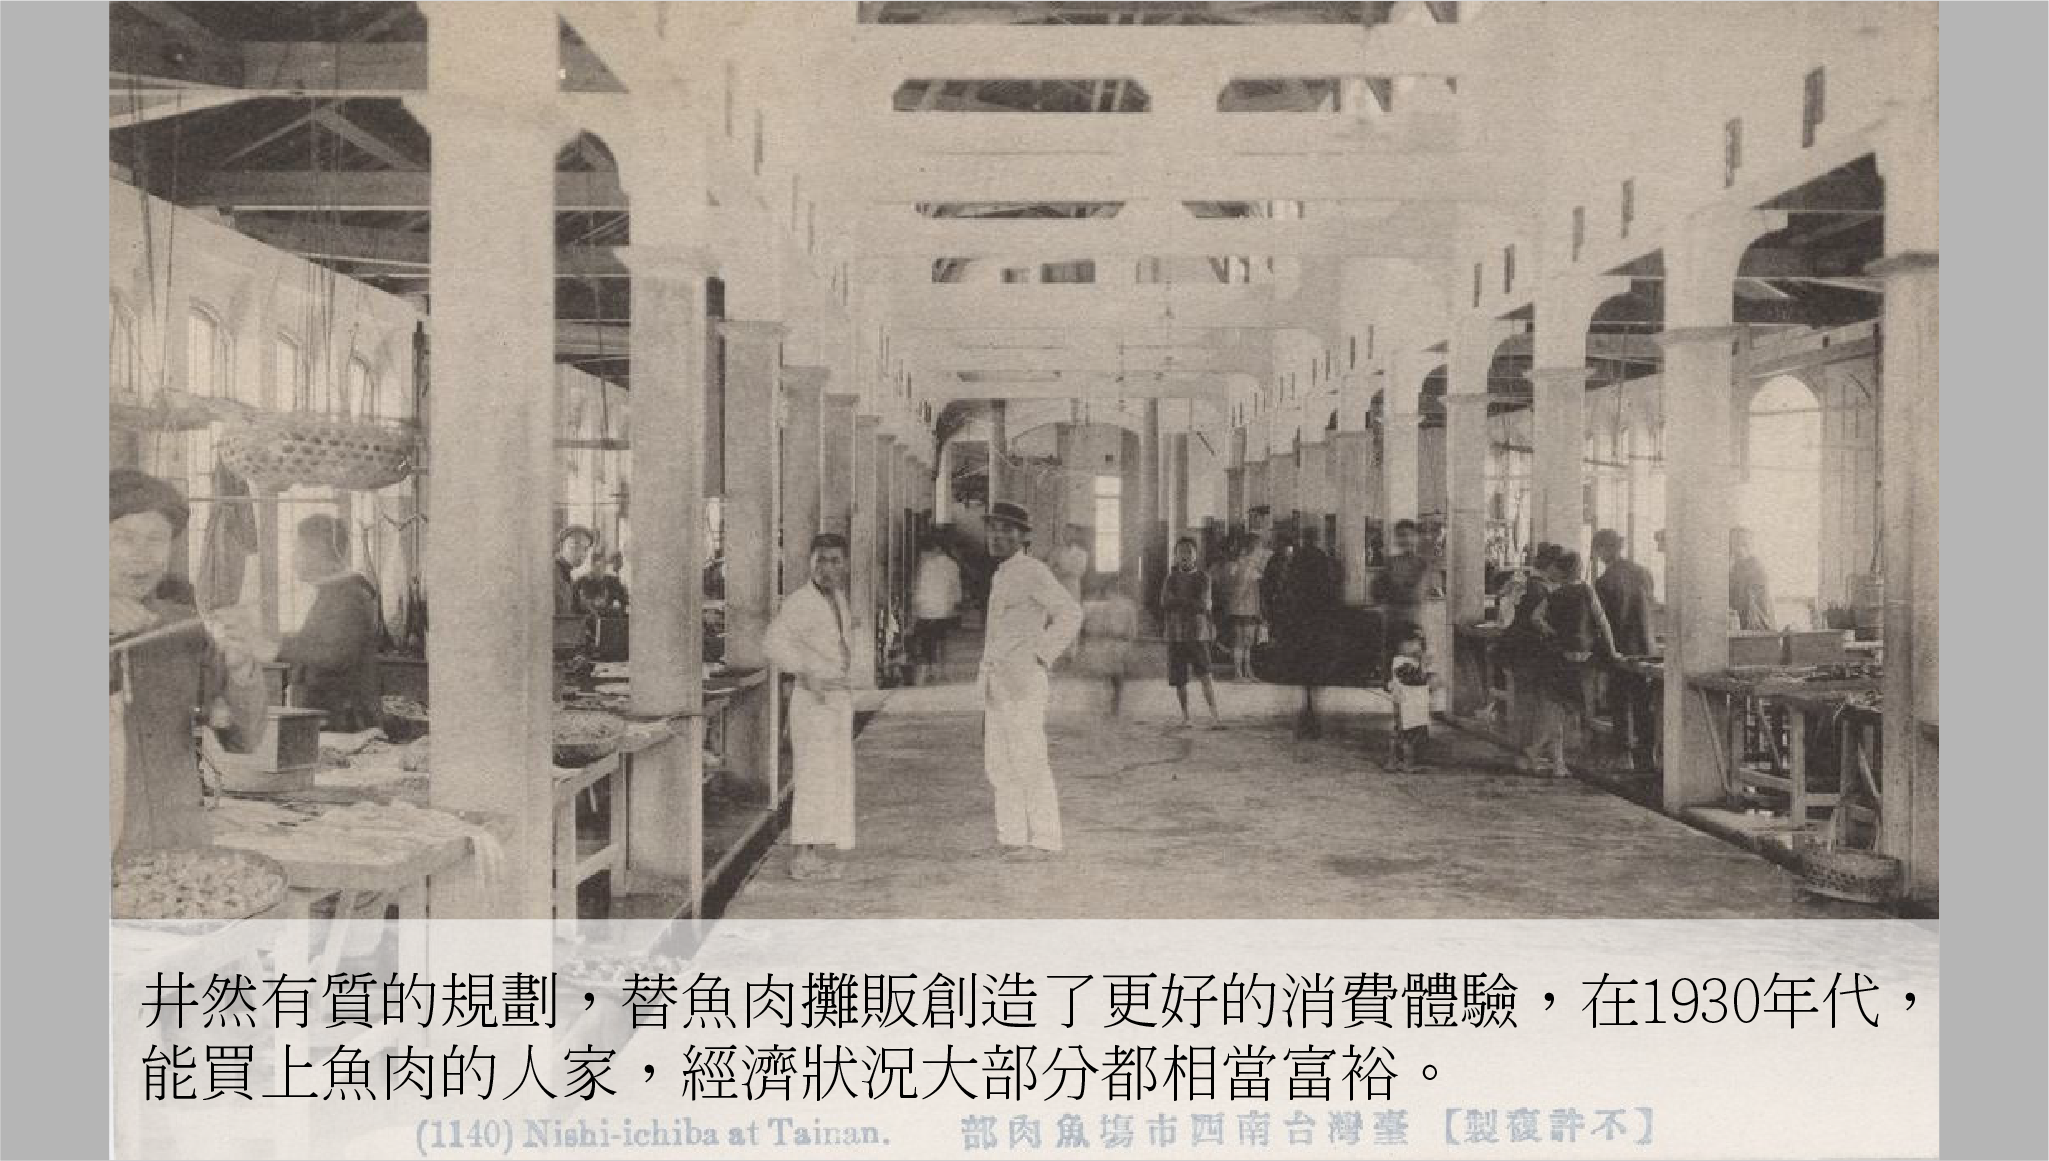 井然有質的規劃，替魚肉攤販創造了更好的消費體驗，在1930年代，
能買上魚肉的人家，經濟狀況大部分都相當富裕。
(1140) Nishi-ichiba at Tainan. 部肉魚塲市西南台灣臺【製複許不】